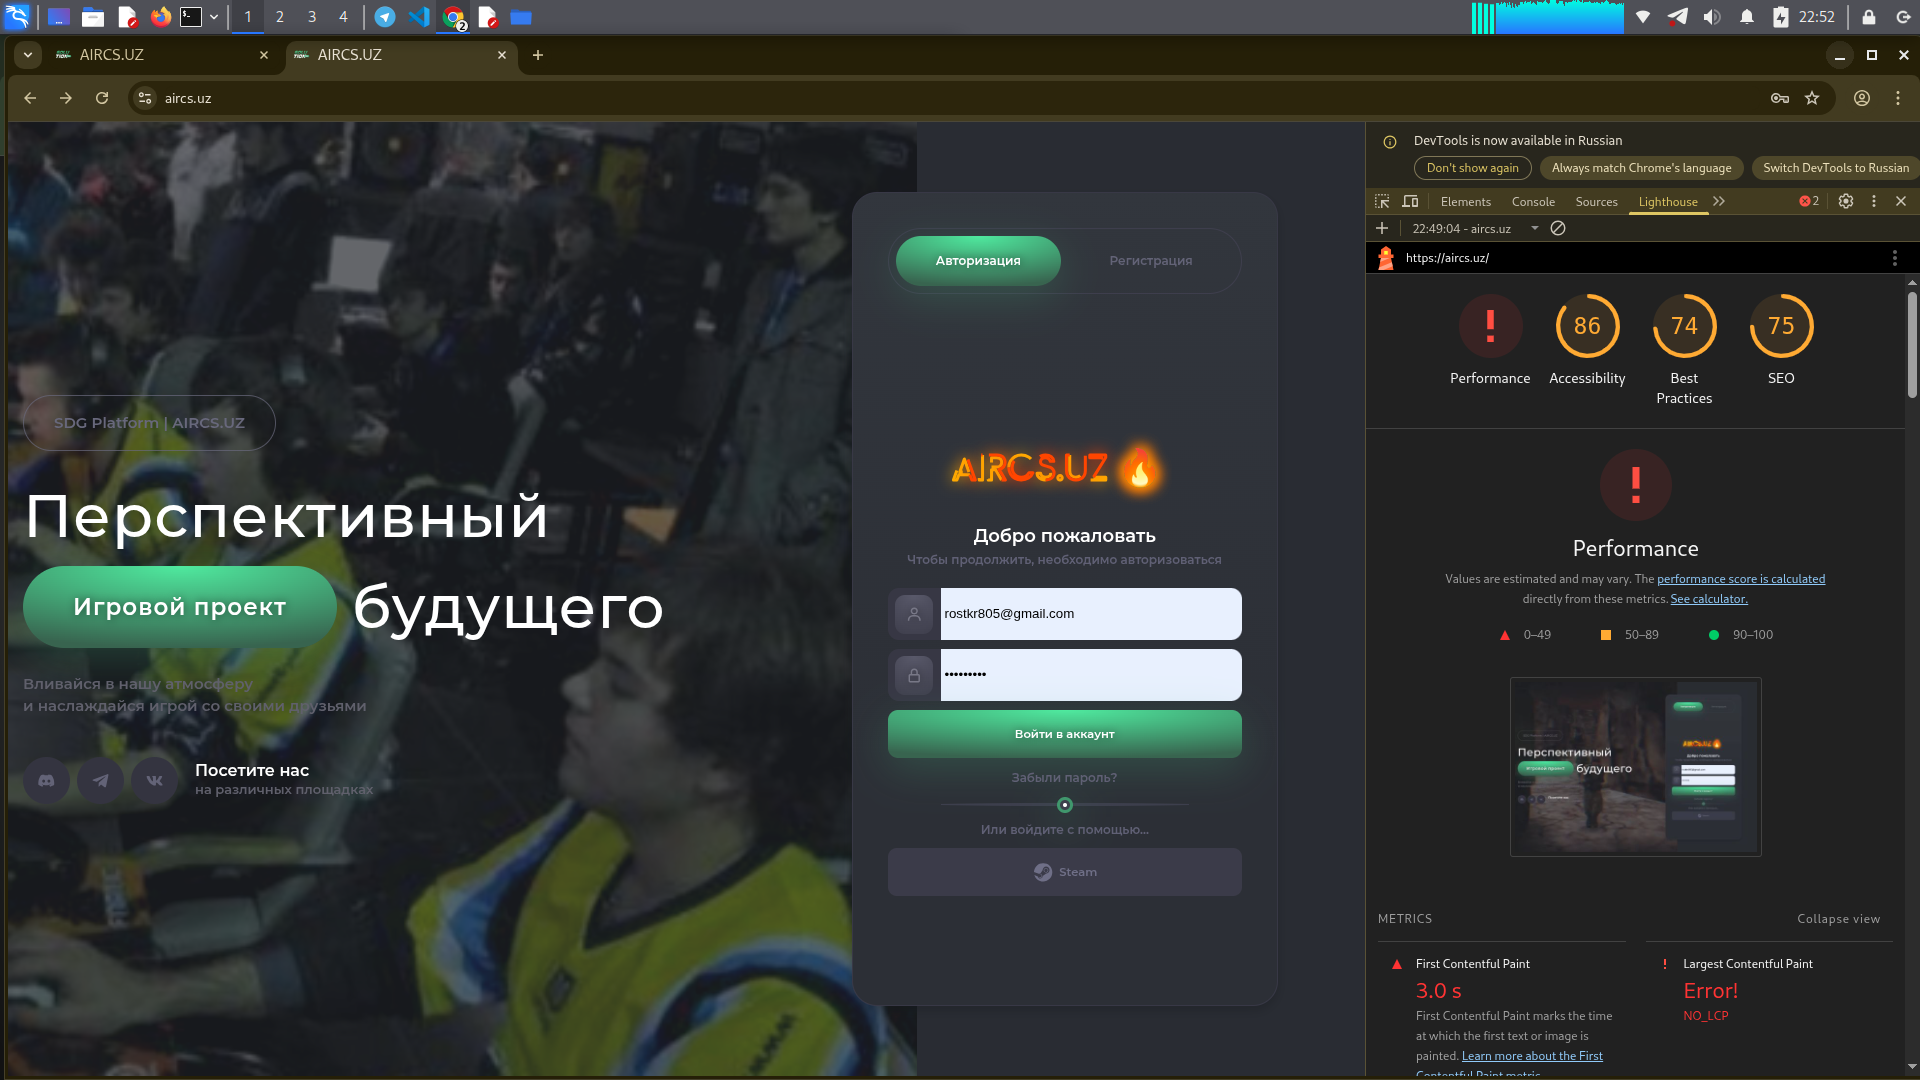 1
2
3
4
2
22:52
AIRCS.UZ
AIRCS.UZ
aircs.uz
SDG Platform | AIRCS.UZ
Перспективный
Игровой проект
будущего
Вливайся в нашу атмосферу
и наслаждайся игрой со своими друзьями
Посетите нас
на различных площадках
Авторизация
Регистрация
AIRCS.UZ 🔥
Добро пожаловать
Чтобы продолжить, необходимо авторизоваться
rostkr805@gmail.com
•••••••••
Войти в аккаунт
Забыли пароль?
Или войдите с помощью...
Steam
DevTools is now available in Russian
Don't show again
Always match Chrome's language
Switch DevTools to Russian
Elements
Console
Sources
Lighthouse
2
22:49:04 - aircs.uz
https://aircs.uz/
86
74
75
Performance
Accessibility
Best
Practices
SEO
Performance
Values are estimated and may vary. The performance score is calculated
directly from these metrics. See calculator.
0–49
50–89
90–100
Перспективный
будущего
METRICS
Collapse view
First Contentful Paint
3.0 s
First Contentful Paint marks the time
at which the first text or image is
painted. Learn more about the First
Contentful Paint metric.
Largest Contentful Paint
Error!
NO_LCP